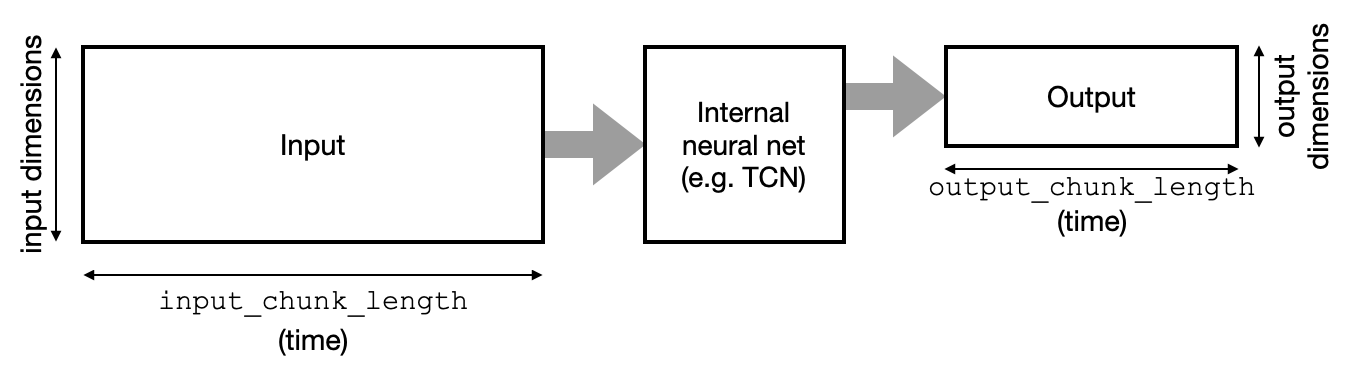 input dimensions
Input
input_chunk_length
(time)
Internal
neural net
(e.g. TCN)
Output
output_chunk_length
(time)
output
dimensions